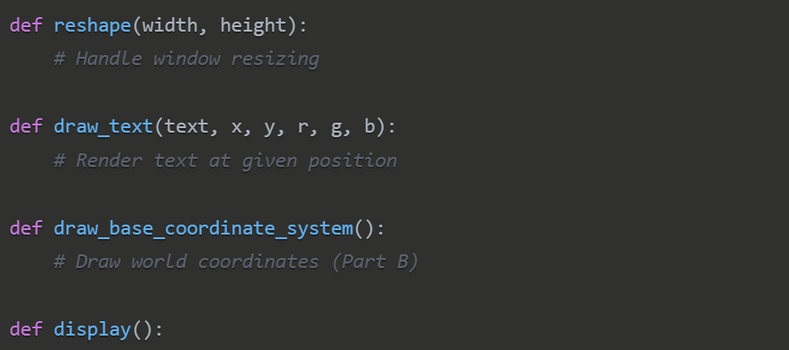 def reshape(width, height):
    # Handle window resizing
def draw_text(text, x, y, r, g, b):
    # Render text at given position
def draw_base_coordinate_system():
    # Draw world coordinates (Part B)
def display():